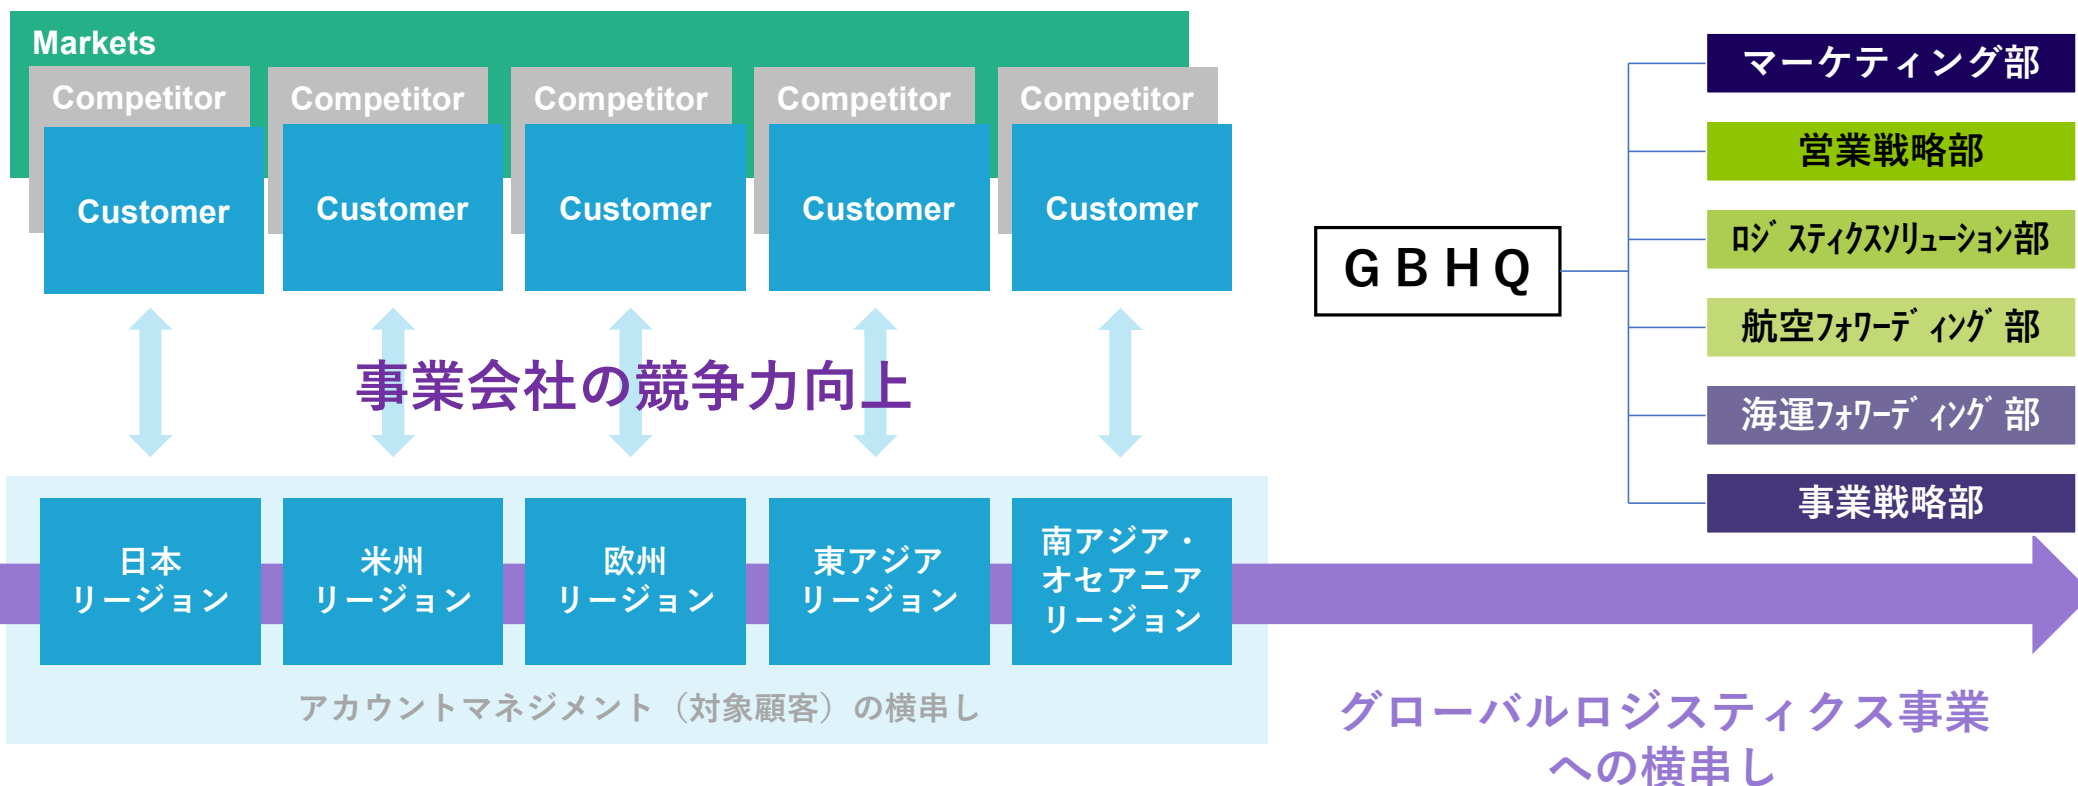 Markets
Competitor
Competitor
Competitor
Competitor
Competitor
Customer
Customer
Customer
Customer
Customer
事業会社の競争力向上
日本
リージョン
米州
リージョン
欧州
リージョン
東アジア
リージョン
南アジア・
オセアニア
リージョン
アカウントマネジメント（対象顧客）の横串し
ＧＢＨＱ
マーケティング部
営業戦略部
ﾛｼﾞｽﾃｨｸｽｿﾘｭｰｼｮﾝ部
航空ﾌｫﾜｰﾃﾞｨﾝｸﾞ部
海運ﾌｫﾜｰﾃﾞｨﾝｸﾞ部
事業戦略部
グローバルロジスティクス事業
への横串し